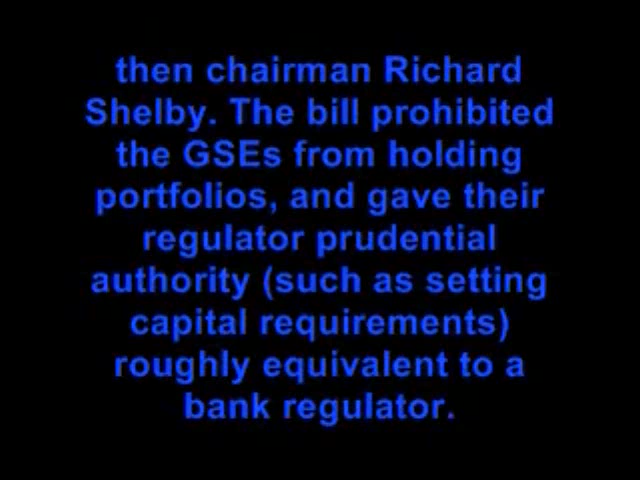 then chairman Richard
Shelby. The bill prohibited
the GSEs from holding
portfolios, and gave their
regulator prudential
authority (such as setting
capital requirements)
roughly equivalent to a
bank regulator.